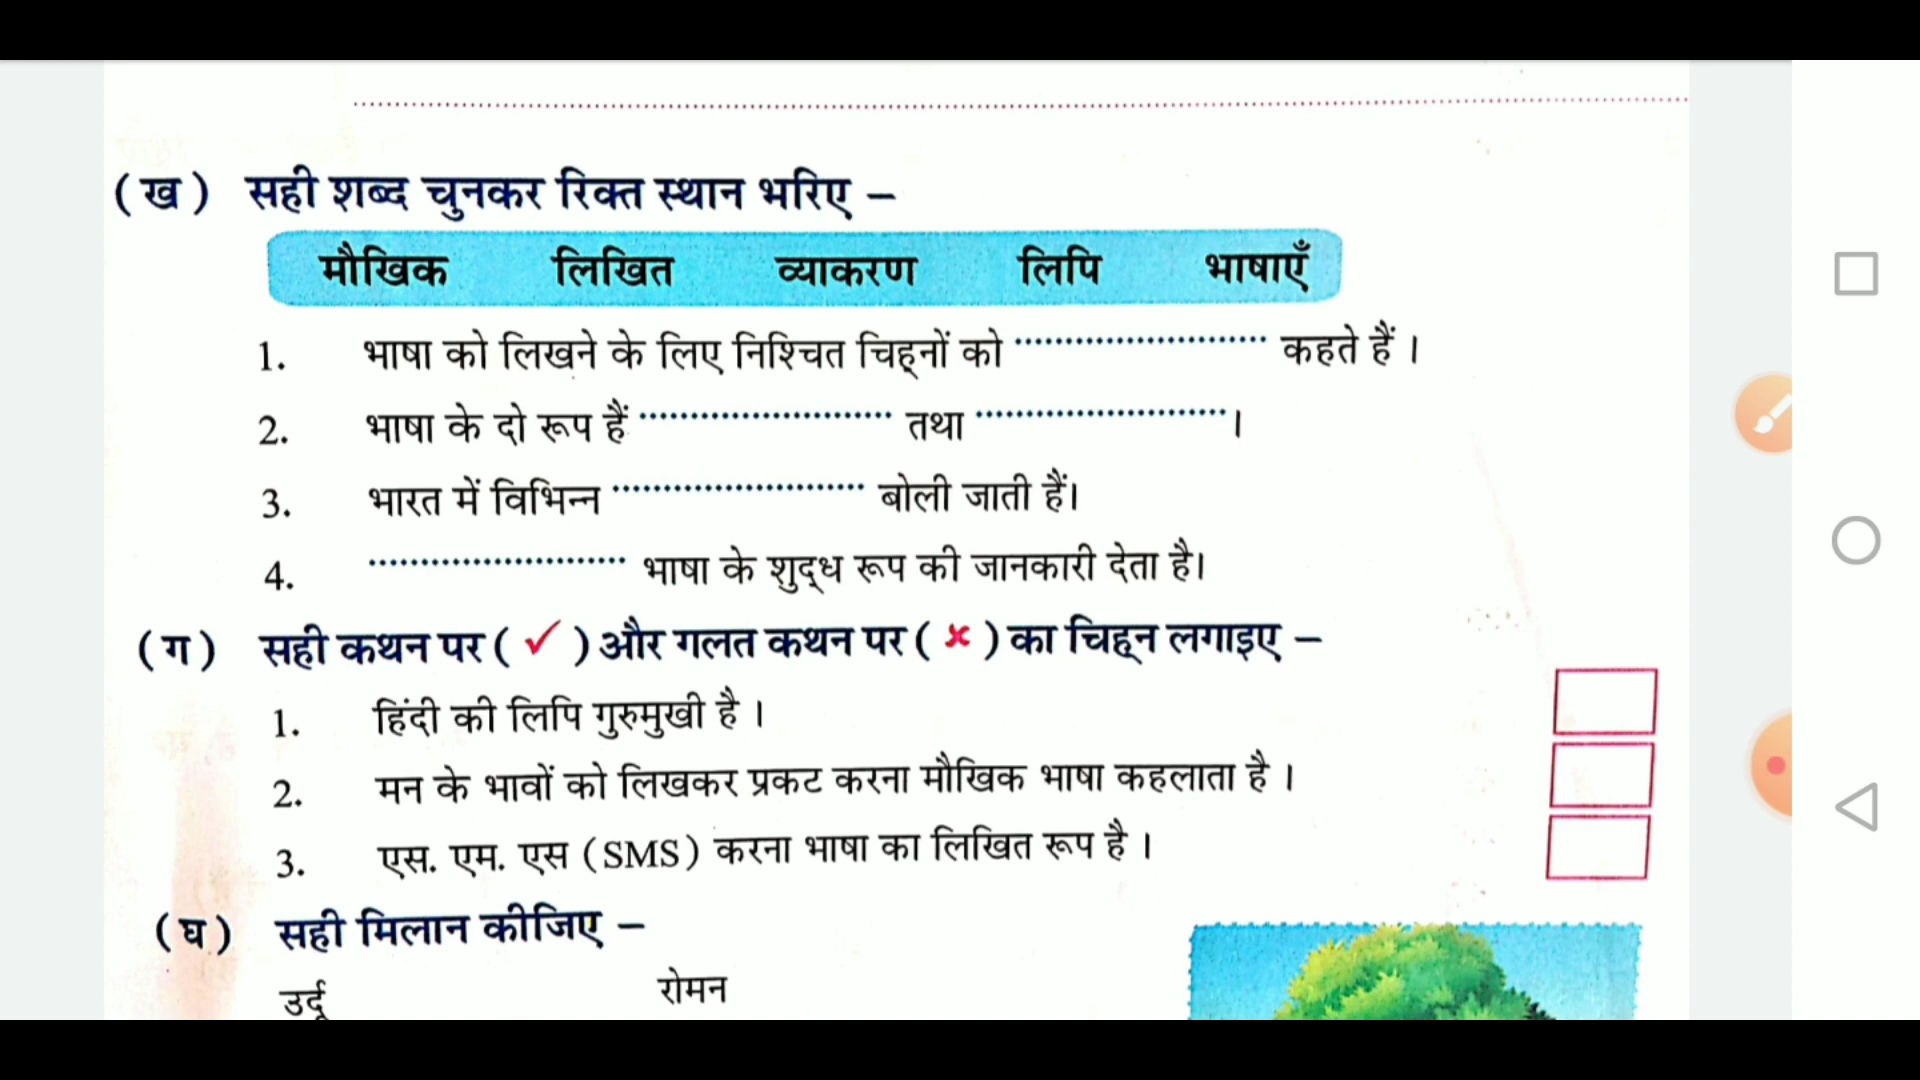 (ख) सही शब्द चुनकर रिक्त स्थान भरिए –
मौखिक लिखित व्याकरण लिपि भाषाएँ
1. भाषा को लिखने के लिए निश्चित चिह्नों को ........................ कहते हैं ।
2. भाषा के दो रूप हैं ........................ तथा ........................ ।
3. भारत में विभिन्न ........................ बोली जाती हैं।
4. ........................ भाषा के शुद्ध रूप की जानकारी देता है।
(ग) सही कथन पर ( ✓ ) और गलत कथन पर ( × ) का चिह्न लगाइए –
1. हिंदी की लिपि गुरुमुखी है ।
2. मन के भावों को लिखकर प्रकट करना मौखिक भाषा कहलाता है ।
3. एस. एम. एस (SMS) करना भाषा का लिखित रूप है ।
(घ) सही मिलान कीजिए –
उर्दू रोमन